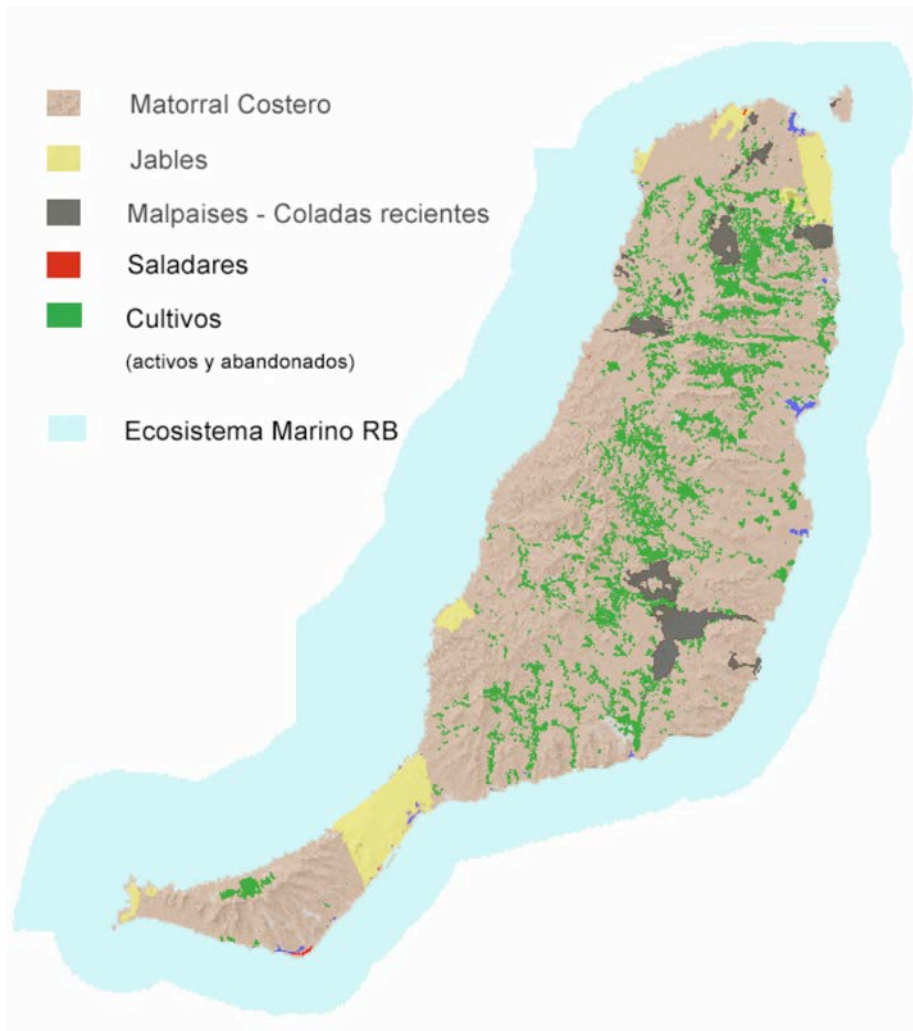 Matorral Costero
Jables
Malpaises - Coladas recientes
Saladares
Cultivos
(activos y abandonados)
Ecosistema Marino RB